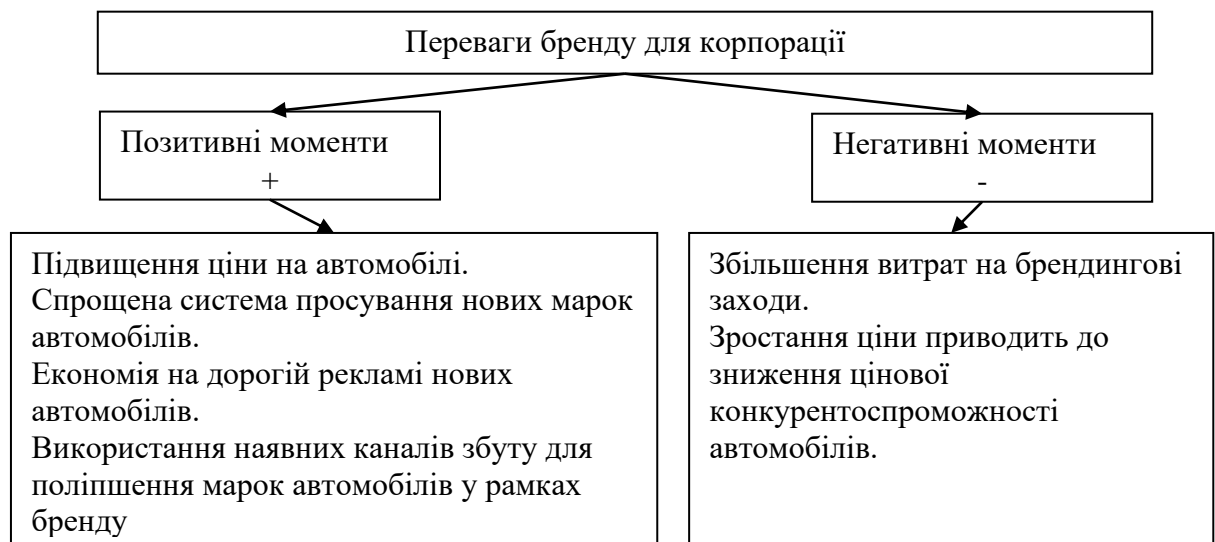 Переваги бренду для корпорації
Позитивні моменти
+
Негативні моменти
-
Підвищення ціни на автомобілі.
Спрощена система просування нових марок
автомобілів.
Економія на дорогій рекламі нових
автомобілів.
Використання наявних каналів збуту для
поліпшення марок автомобілів у рамках
бренду
Збільшення витрат на брендингові
заходи.
Зростання ціни приводить до
зниження цінової
конкурентоспроможності
автомобілів.